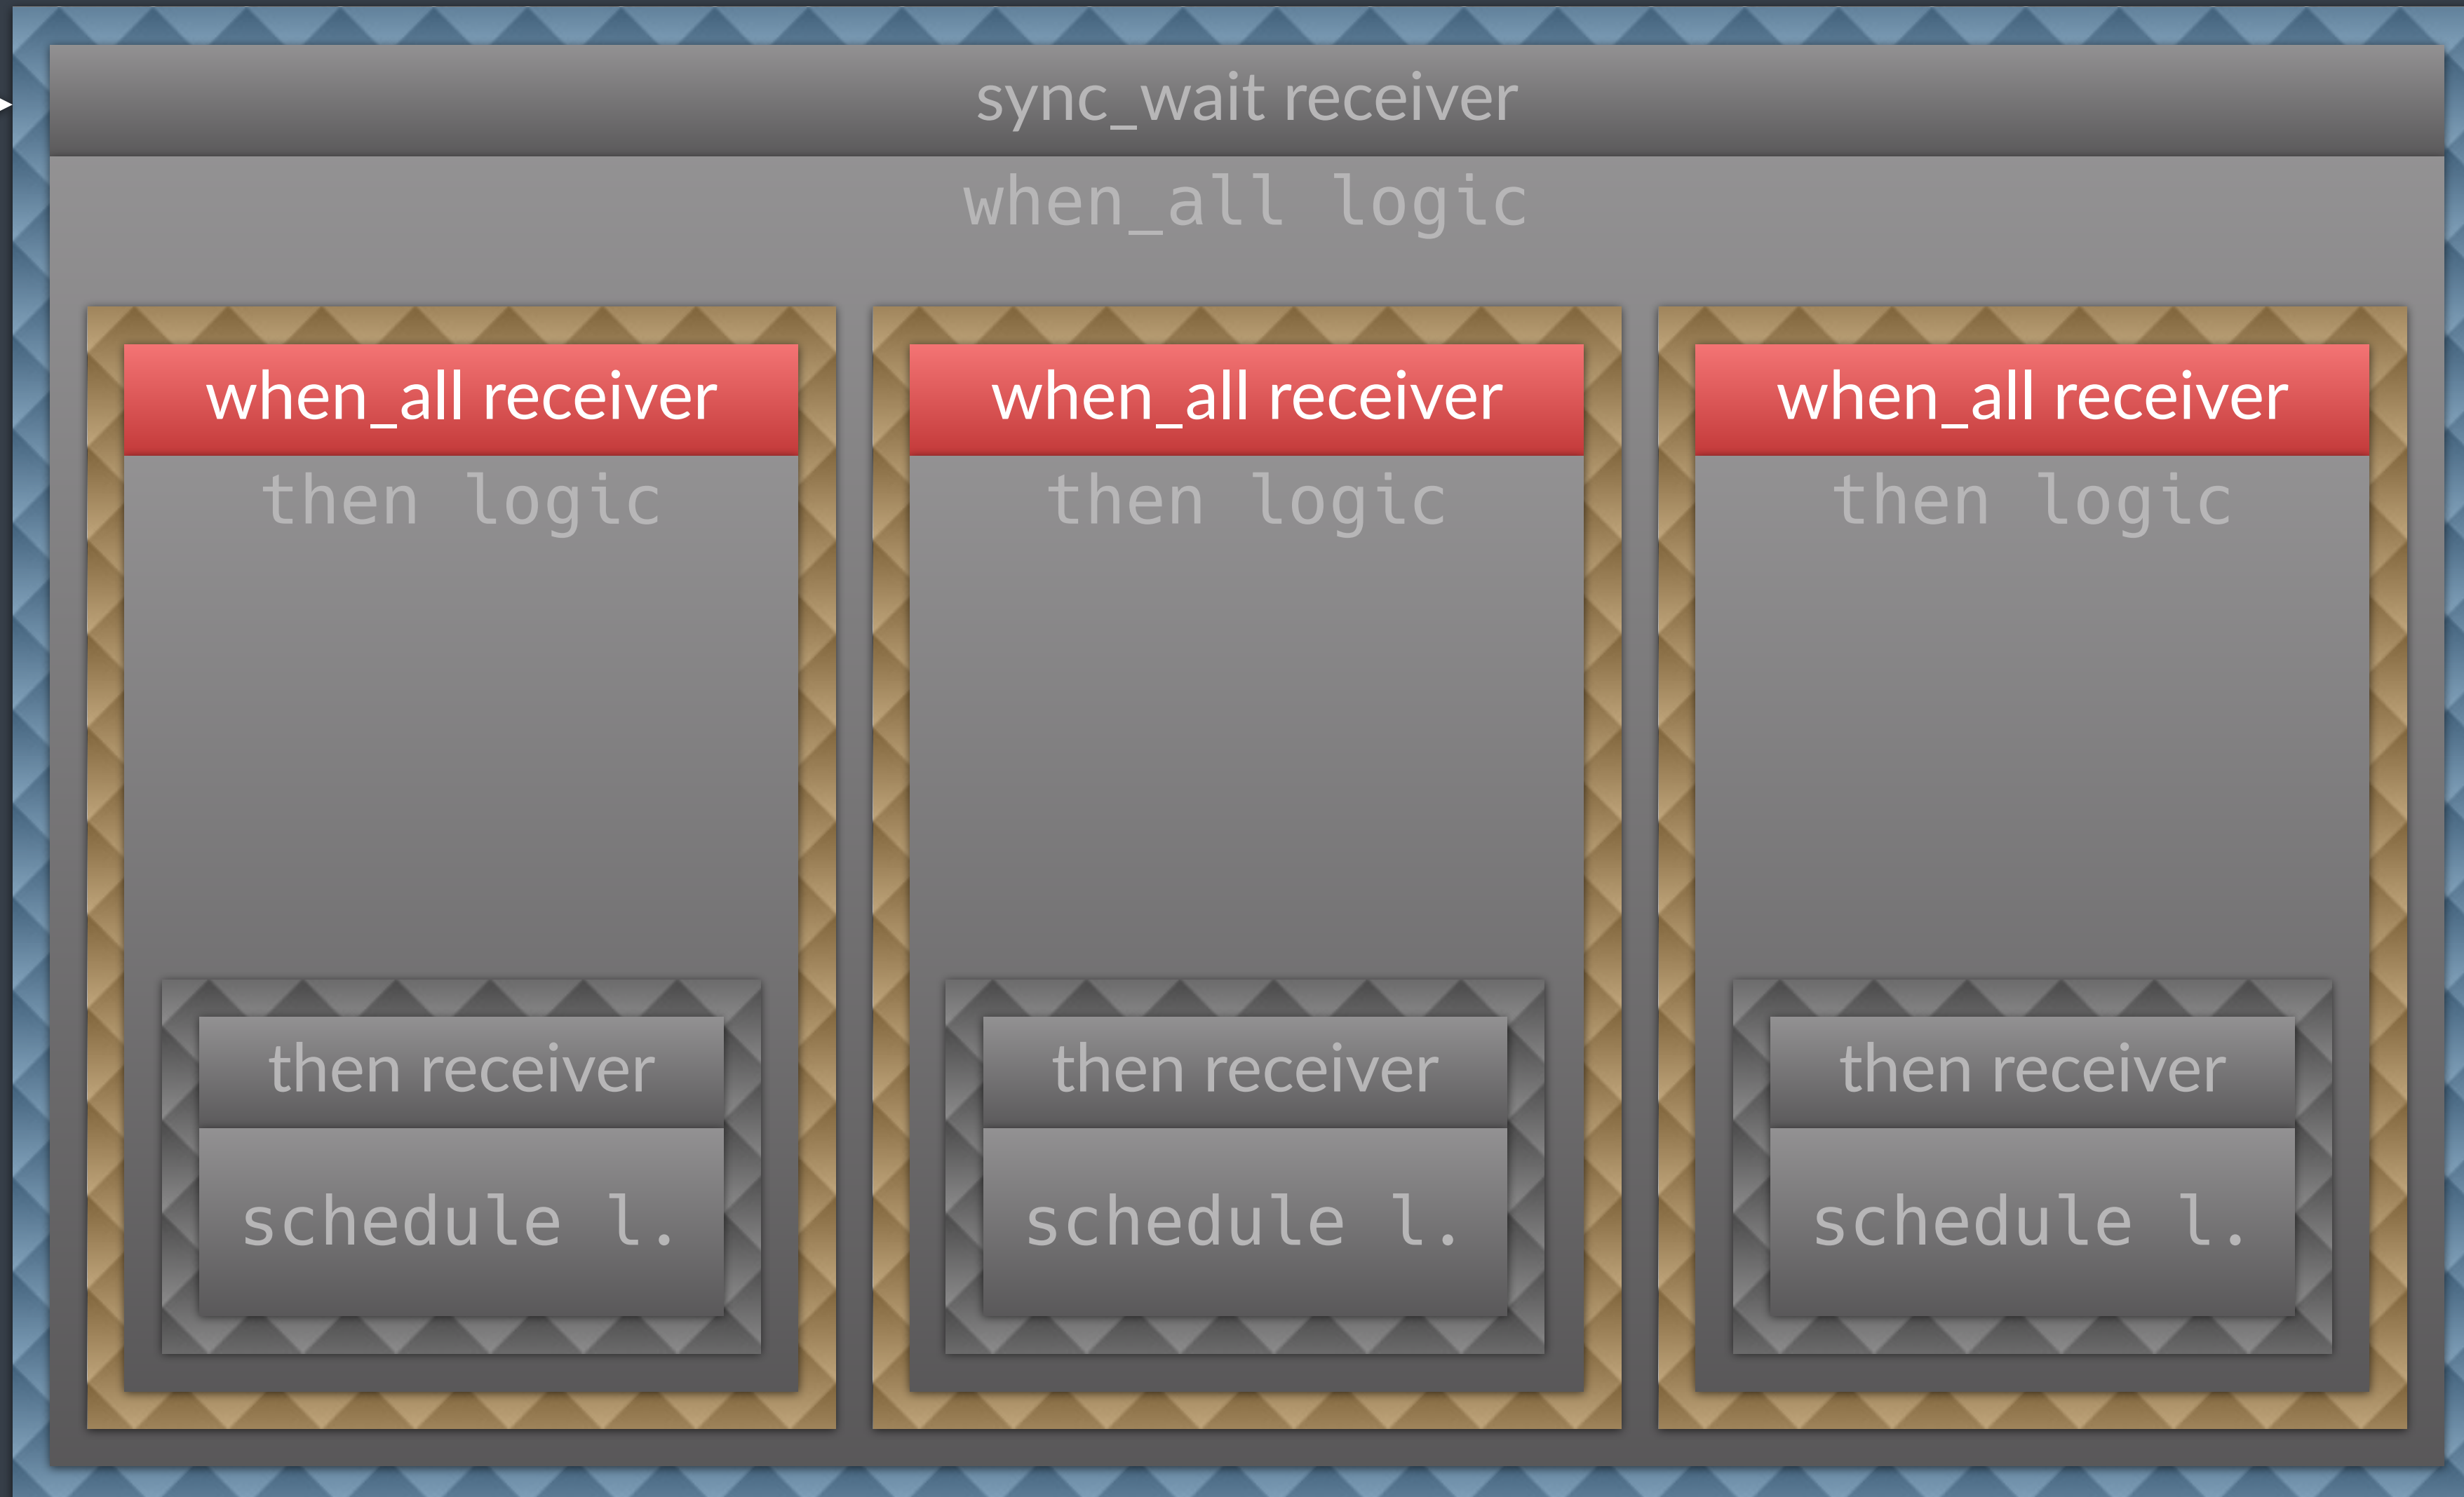 sync_wait receiver
when_all logic
when_all receiver
when_all receiver
when_all receiver
then logic
then logic
then logic
then receiver
then receiver
then receiver
schedule l.
schedule l.
schedule l.